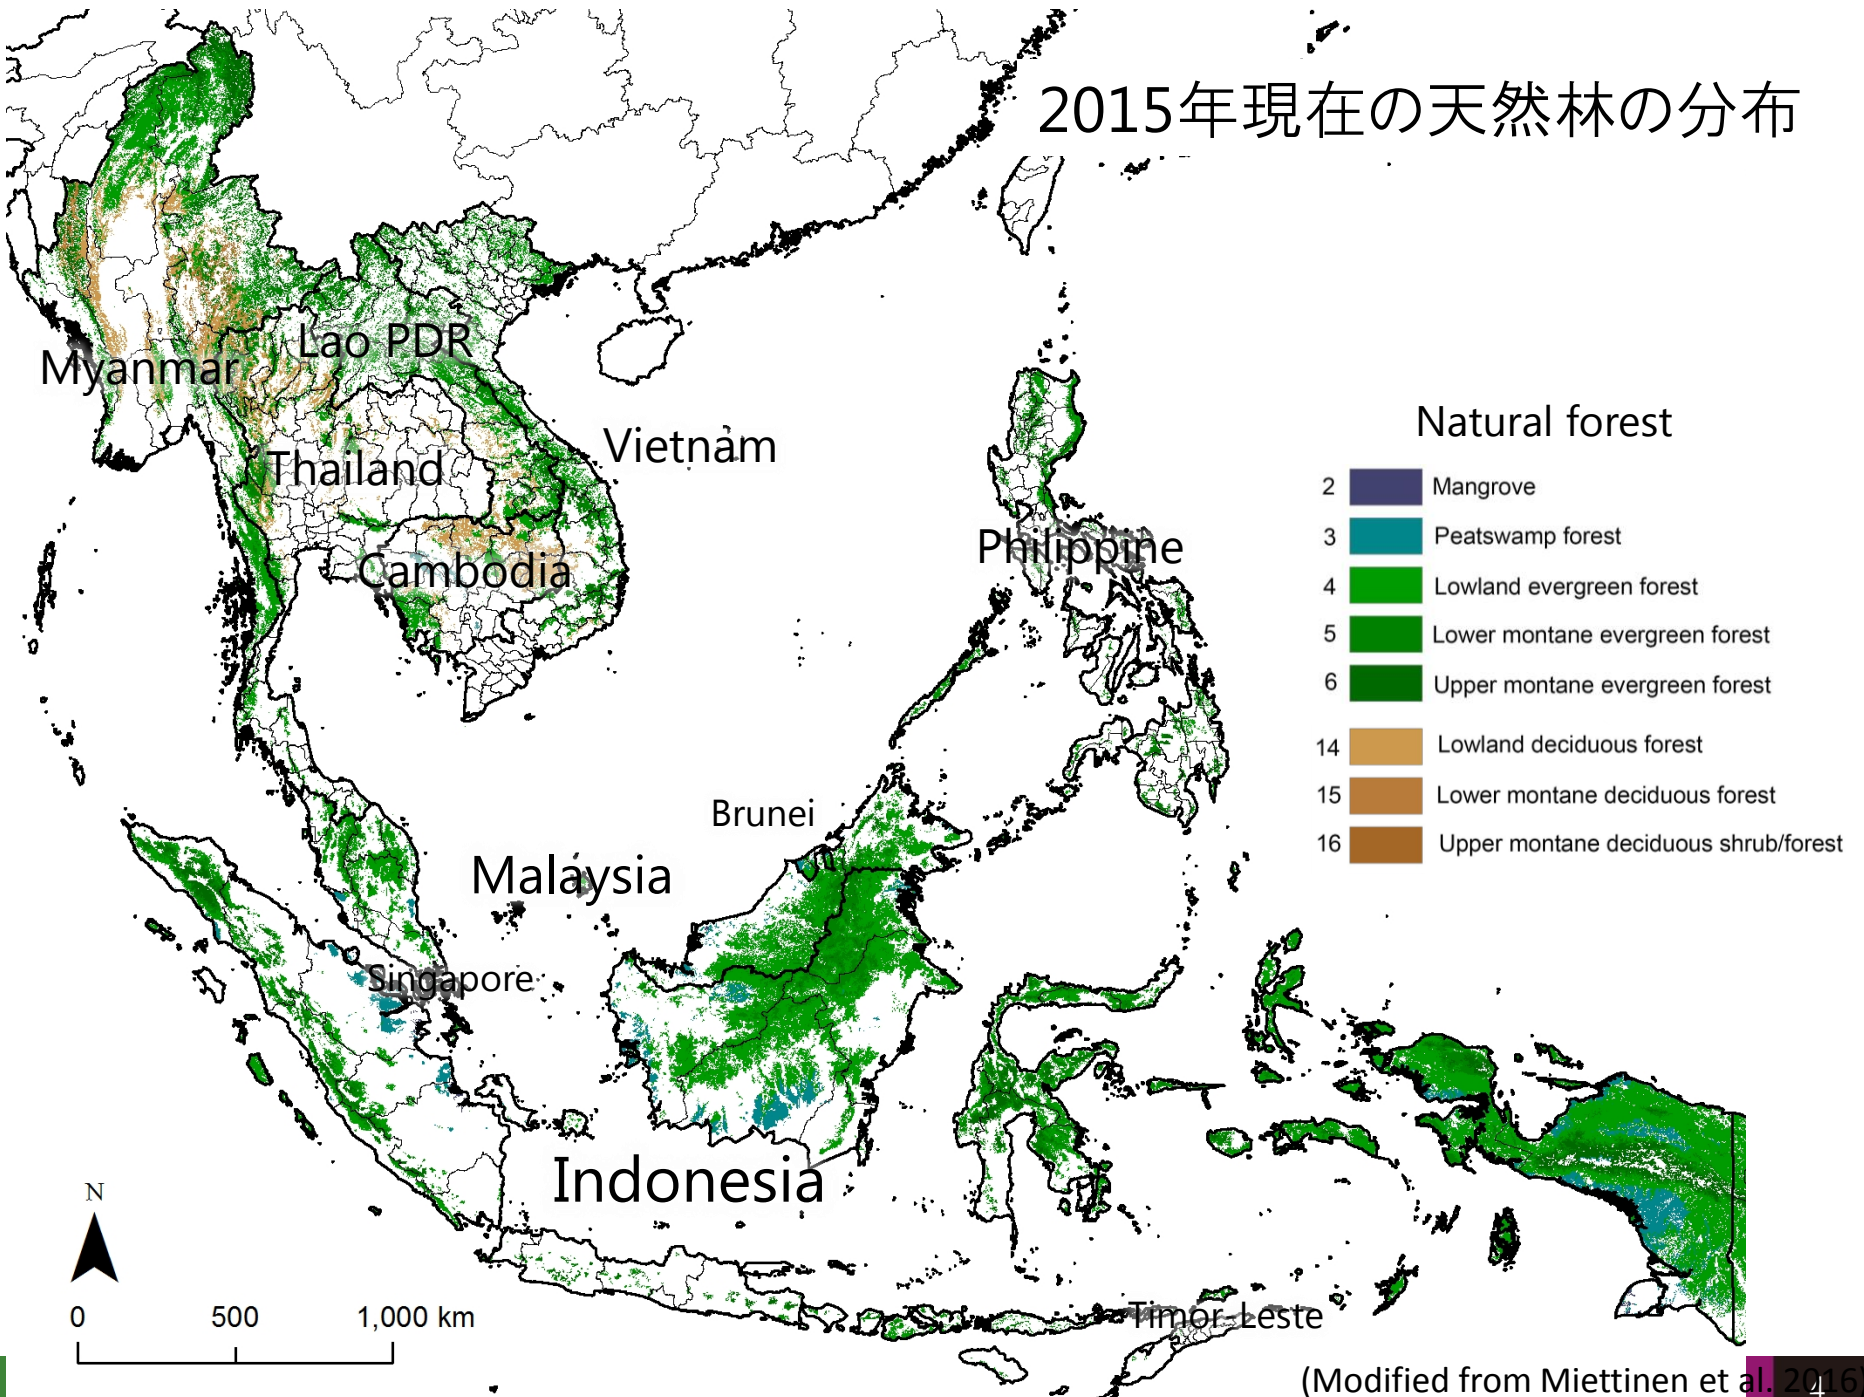 2015年現在の天然林の分布
Lao PDR
Myanmar
Vietnam
Thailand
Philippine
Cambodia
Brunei
Malaysia
Singapore
Indonesia
Timor-Leste
Natural forest
2 Mangrove
3 Peatswamp forest
4 Lowland evergreen forest
5 Lower montane evergreen forest
6 Upper montane evergreen forest
14 Lowland deciduous forest
15 Lower montane deciduous forest
16 Upper montane deciduous shrub/forest
N
0 500 1,000 km
(Modified from Miettinen et al. 2016)
4